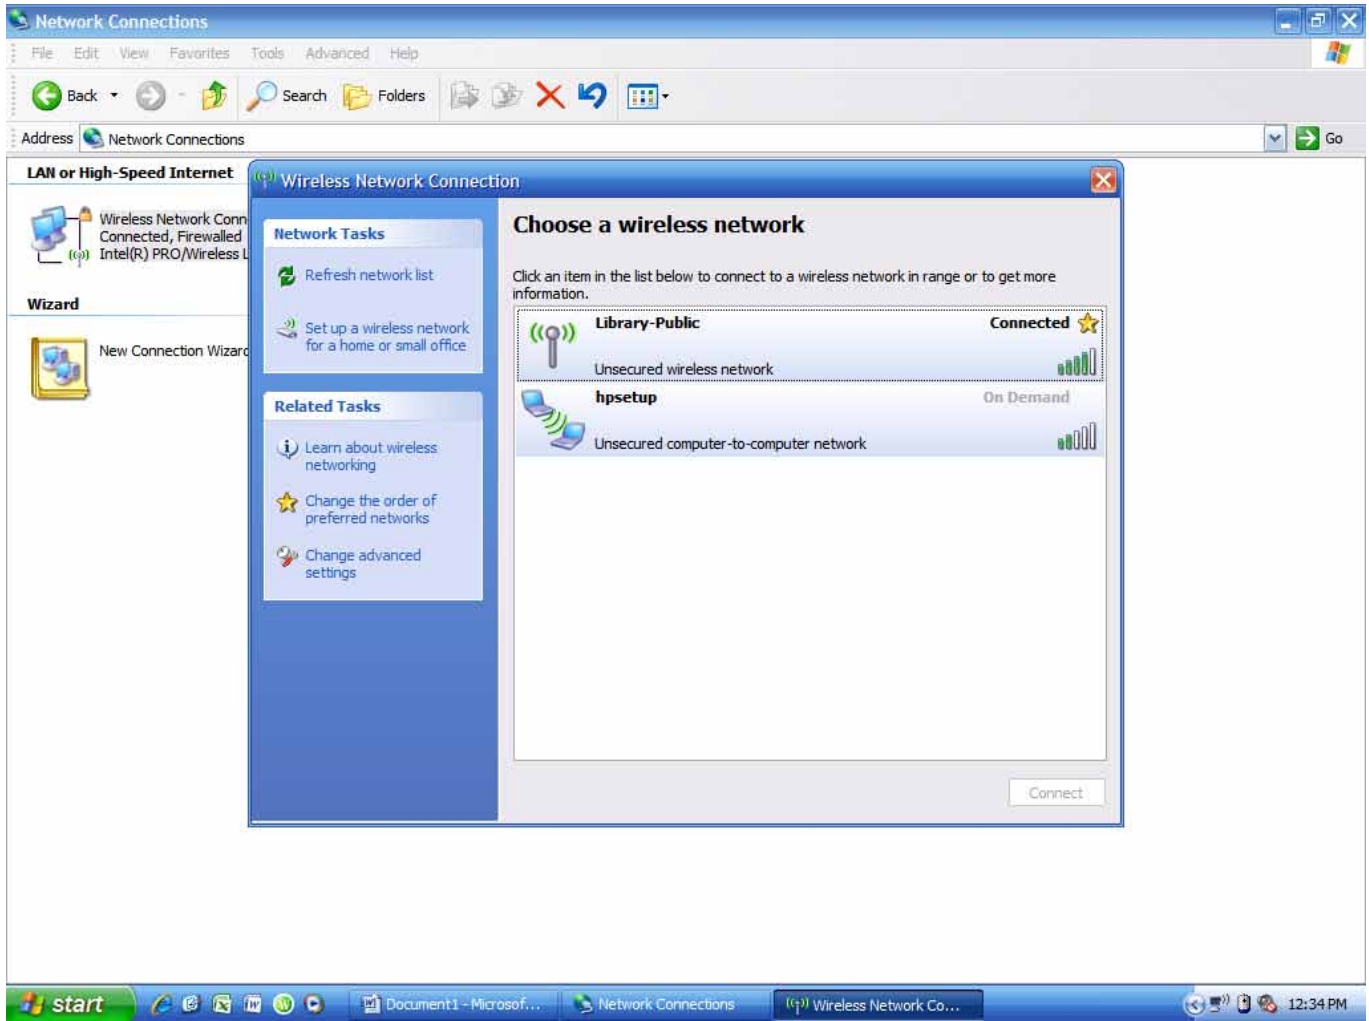 Network Connections
File Edit View Favorites Tools Advanced Help
Back Search Folders
Address Network Connections Go
LAN or High-Speed Internet
Wireless Network Conn
Connected, Firewalled
Intel(R) PRO/Wireless L
Wizard
New Connection Wizard
Wireless Network Connection
Network Tasks
Refresh network list
Set up a wireless network
for a home or small office
Related Tasks
Learn about wireless
networking
Change the order of
preferred networks
Change advanced
settings
Choose a wireless network
Click an item in the list below to connect to a wireless network in range or to get more
information.
Library-Public Connected
Unsecured wireless network
hpsetup On Demand
Unsecured computer-to-computer network
Connect
start Document1 - Microsof... Network Connections Wireless Network Co... 12:34 PM